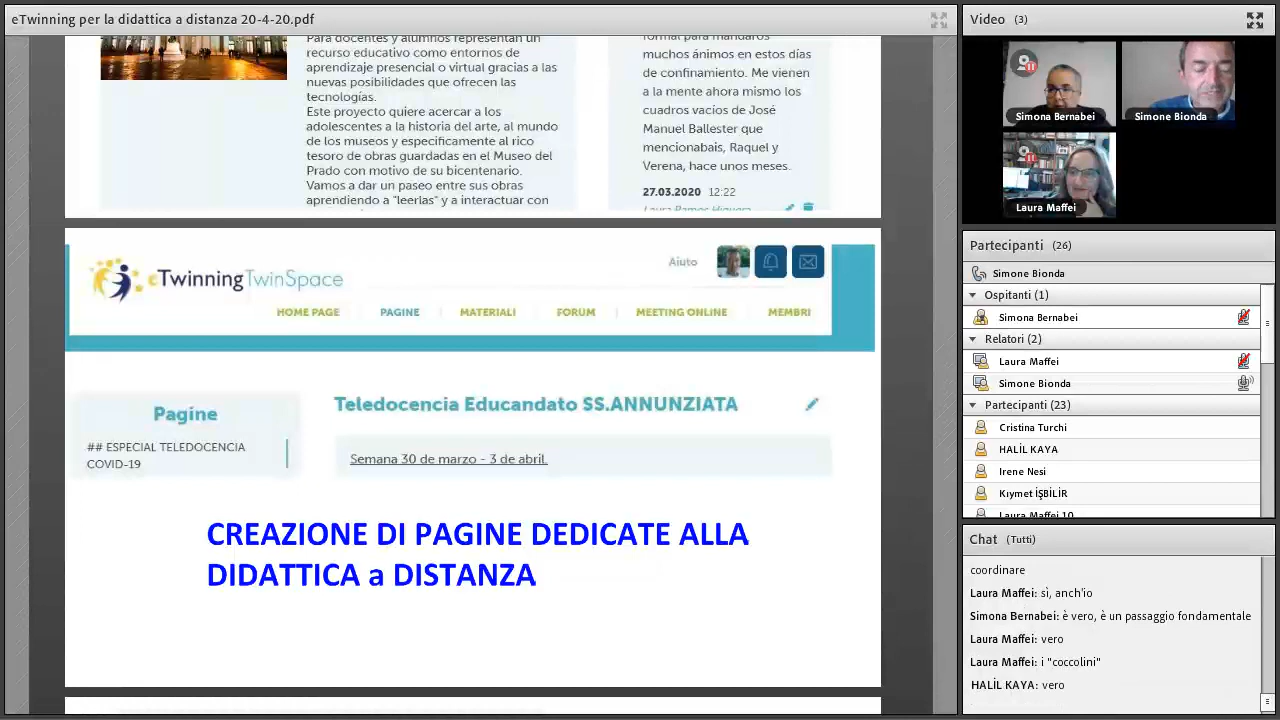 eTwinning per la didattica a distanza 20-4-20.pdf
Para docentes y alumnos representan un
recurso educativo como entornos de
aprendizaje presencial o virtual gracias a las
nuevas posibilidades que ofrecen las
tecnologías.
Este proyecto quiere acercar a los
adolescentes a la historia del arte, al mundo
de los museos y especificamente al rico
tesoro de obras guardadas en el Museo del
Prado con motivo de su bicentenario.
Vamos a dar un paseo entre sus obras
aprendiendo a "leerlas" y a interactuar con
formal para mandaros
muchos ánimos en estos días
de confinamiento. Me vienen
a la mente ahora mismo los
cuadros vacíos de José
Manuel Ballester que
mencionabais, Raquel y
Verena, hace unos meses.
27.03.2020 12:22
Laura Ramos Higuera
eTwinningTwinSpace
Aiuto
HOME PAGE
PAGINE
MATERIALI
FORUM
MEETING ONLINE
MEMBRI
Pagine
## ESPECIAL TELEDOCENCIA
COVID-19
Teledocencia Educandato SS.ANNUNZIATA
Semana 30 de marzo - 3 de abril.
CREAZIONE DI PAGINE DEDICATE ALLA
DIDATTICA a DISTANZA
Video (3)
Simona Bernabei
Simone Bionda
Laura Maffei
Partecipanti (26)
Simone Bionda
Ospitanti (1)
Simona Bernabei
Relatori (2)
Laura Maffei
Simone Bionda
Partecipanti (23)
Cristina Turchi
HALİL KAYA
Irene Nesi
Kıymet İŞBİLİR
Laura Maffei 10
Chat (Tutti)
coordinare
Laura Maffei: sì, anch'io
Simona Bernabei: è vero, è un passaggio fondamentale
Laura Maffei: vero
Laura Maffei: i "coccolini"
HALİL KAYA: vero